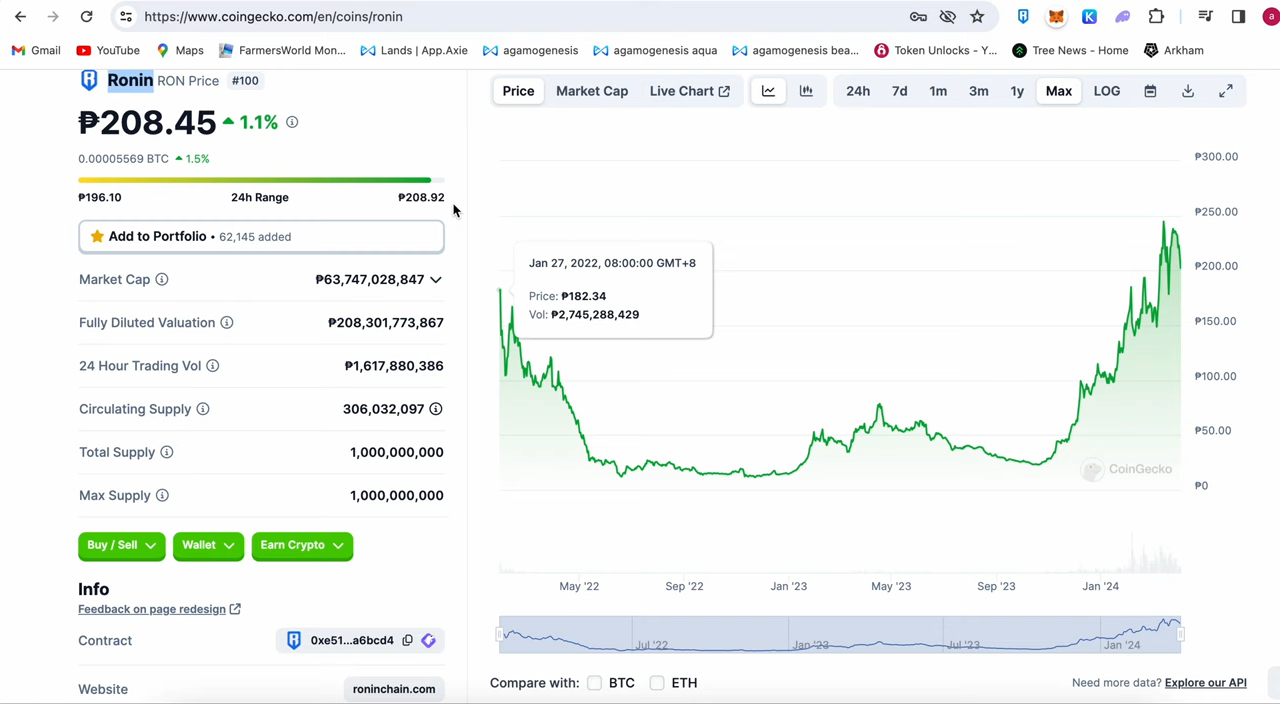 https://www.coingecko.com/en/coins/ronin
a
Gmail
YouTube
Maps
FarmersWorld Mon...
Lands | App.Axie
agamogenesis
agamogenesis aqua
agamogenesis bea...
Token Unlocks - Y...
Tree News - Home
Arkham
Ronin RON Price #100
₱208.45 1.1%
0.00005569 BTC 1.5%
₱196.10 24h Range ₱208.92
Add to Portfolio • 62,145 added
Market Cap ₱63,747,028,847
Fully Diluted Valuation ₱208,301,773,867
24 Hour Trading Vol ₱1,617,880,386
Circulating Supply 306,032,097
Total Supply 1,000,000,000
Max Supply 1,000,000,000
Buy / Sell Wallet Earn Crypto
Info
Feedback on page redesign
Contract 0xe51...a6bcd4
Website roninchain.com
Price Market Cap Live Chart
24h 7d 1m 3m 1y Max LOG
₱300.00
₱250.00
₱200.00
₱150.00
₱100.00
₱50.00
₱0
Jan 27, 2022, 08:00:00 GMT+8
Price: ₱182.34
Vol: ₱2,745,288,429
CoinGecko
May '22 Sep '22 Jan '23 May '23 Sep '23 Jan '24
Jul '22 Jan '23 Jul '23 Jan '24
Compare with: BTC ETH
Need more data? Explore our API